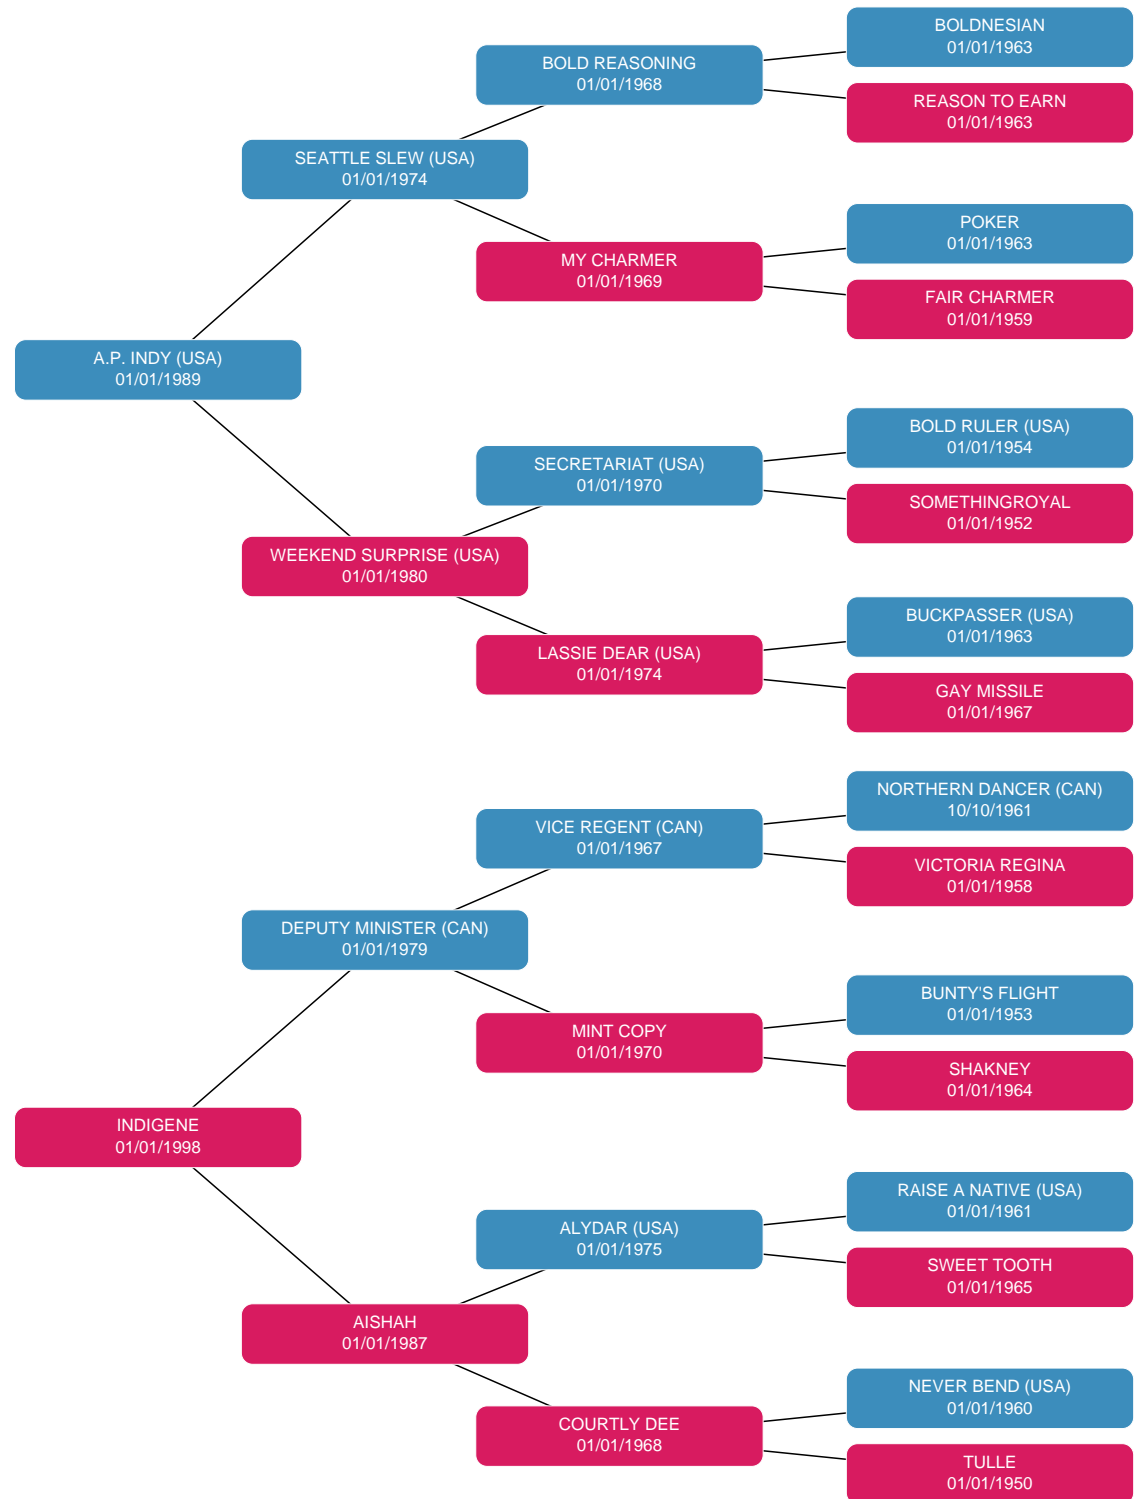 BOLDNESIAN
01/01/1963
BOLD REASONING
01/01/1968
REASON TO EARN
01/01/1963
SEATTLE SLEW (USA)
01/01/1974
POKER
01/01/1963
MY CHARMER
01/01/1969
FAIR CHARMER
01/01/1959
A.P. INDY (USA)
01/01/1989
BOLD RULER (USA)
01/01/1954
SECRETARIAT (USA)
01/01/1970
SOMETHINGROYAL
01/01/1952
WEEKEND SURPRISE (USA)
01/01/1980
BUCKPASSER (USA)
01/01/1963
LASSIE DEAR (USA)
01/01/1974
GAY MISSILE
01/01/1967
NORTHERN DANCER (CAN)
10/10/1961
VICE REGENT (CAN)
01/01/1967
VICTORIA REGINA
01/01/1958
DEPUTY MINISTER (CAN)
01/01/1979
BUNTY'S FLIGHT
01/01/1953
MINT COPY
01/01/1970
SHAKNEY
01/01/1964
INDIGENE
01/01/1998
RAISE A NATIVE (USA)
01/01/1961
ALYDAR (USA)
01/01/1975
SWEET TOOTH
01/01/1965
AISHAH
01/01/1987
NEVER BEND (USA)
01/01/1960
COURTLY DEE
01/01/1968
TULLE
01/01/1950